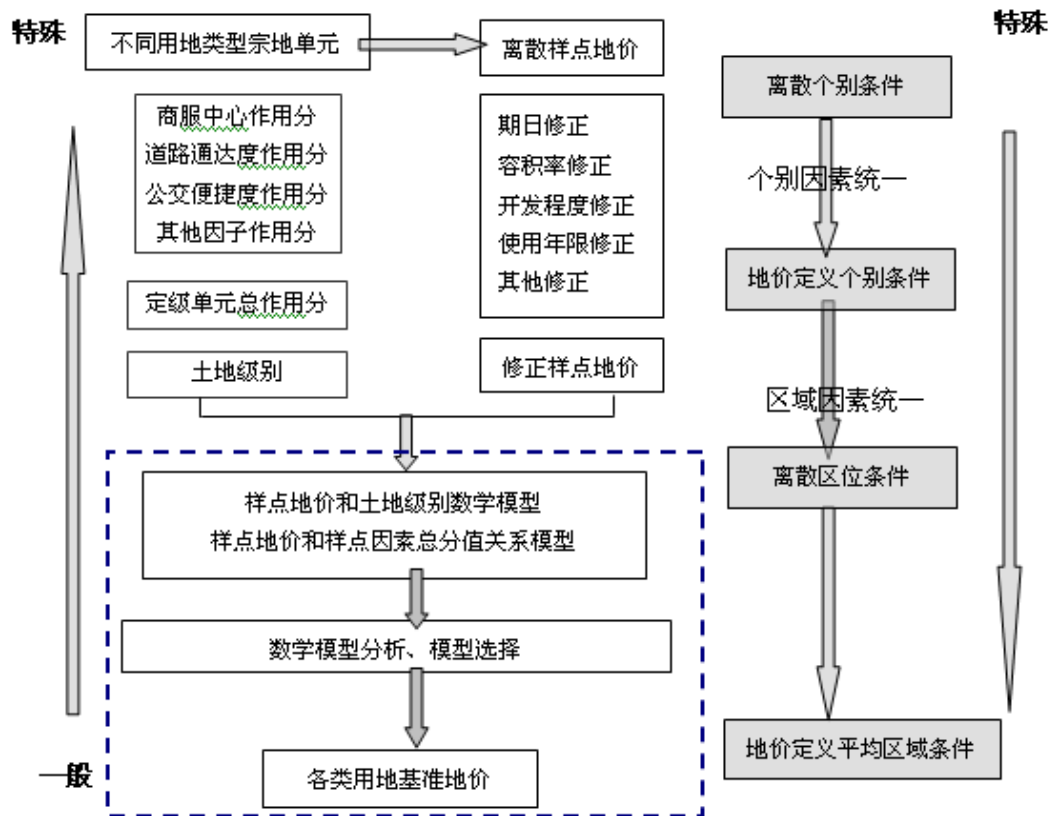 特殊
特殊
不同用地类型宗地单元
离散样点地价
离散个别条件
商服中心作用分
道路通达度作用分
公交便捷度作用分
其他因子作用分
期日修正
容积率修正
开发程度修正
使用年限修正
其他修正
个别因素统一
定级单元总作用分
地价定义个别条件
土地级别
修正样点地价
区域因素统一
样点地价和土地级别数学模型
样点地价和样点因素总分值关系模型
离散区位条件
数学模型分析、模型选择
各类用地基准地价
地价定义平均区域条件
一般